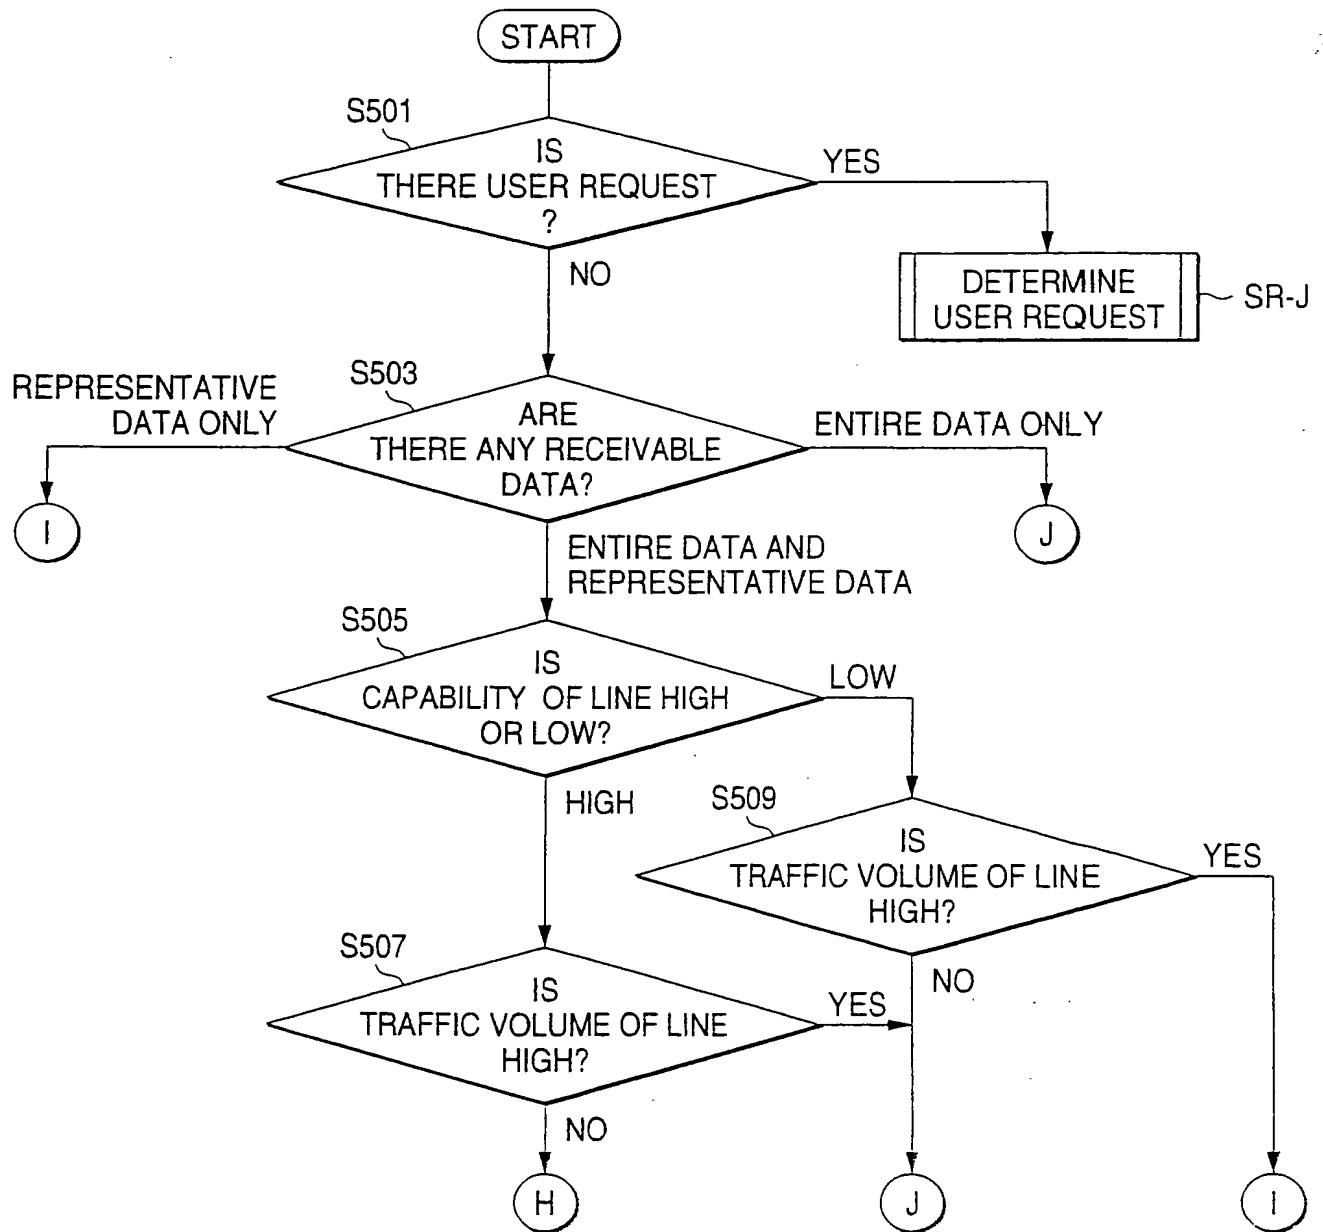 START
S501
IS
THERE USER REQUEST
?
YES
NO
DETERMINE
USER REQUEST
SR-J
S503
REPRESENTATIVE
DATA ONLY
ARE
THERE ANY RECEIVABLE
DATA?
ENTIRE DATA ONLY
I
J
ENTIRE DATA AND
REPRESENTATIVE DATA
S505
IS
CAPABILITY OF LINE HIGH
OR LOW?
LOW
HIGH
S509
IS
TRAFFIC VOLUME OF LINE
HIGH?
YES
NO
S507
IS
TRAFFIC VOLUME OF LINE
HIGH?
YES
NO
H
J
I